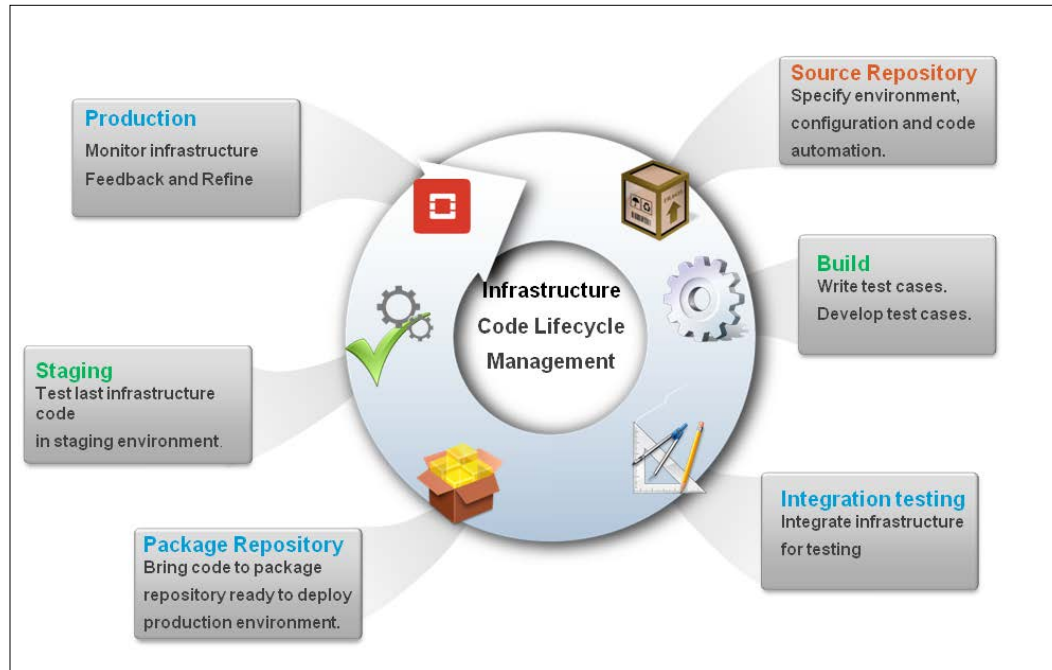 Source Repository
Specify environment,
configuration and code
automation.
Build
Write test cases.
Develop test cases.
Integration testing
Integrate infrastructure
for testing
Package Repository
Bring code to package
repository ready to deploy
production environment.
Staging
Test last infrastructure
code
in staging environment.
Production
Monitor infrastructure
Feedback and Refine
Infrastructure
Code Lifecycle
Management